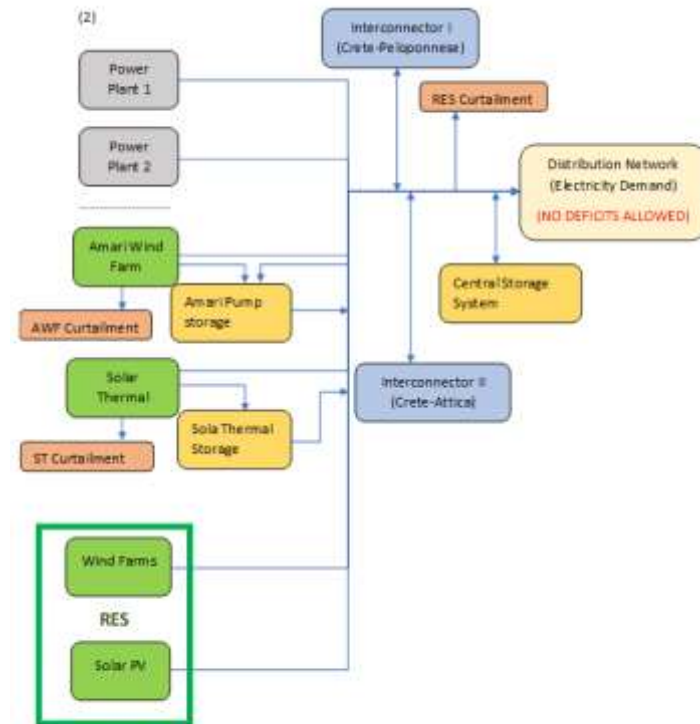 (2)
Interconnector I
(Crete-Peloponnese)
Power
Plant 1
RES Curtailment
Power
Plant 2
Distribution Network
(Electricity Demand)
(NO DEFICITS ALLOWED)
Amari Wind
Farm
Amari Pump
storage
Central Storage
System
AWF Curtailment
Solar
Thermal
Interconnector II
(Crete-Attica)
Sola Thermal
Storage
ST Curtailment
Wind Farms
RES
Solar PV